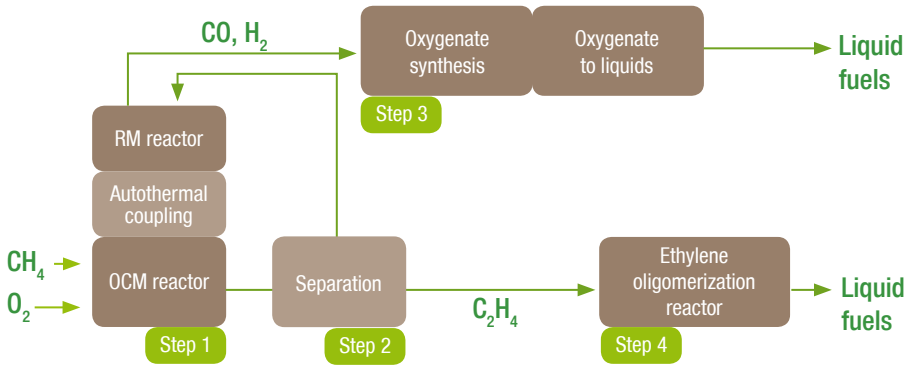 CO, H₂
Oxygenate
synthesis
Oxygenate
to liquids
Liquid
fuels
Step 3
RM reactor
Autothermal
coupling
CH₄
O₂
OCM reactor
Step 1
Separation
Step 2
C₂H₄
Ethylene
oligomerization
reactor
Step 4
Liquid
fuels